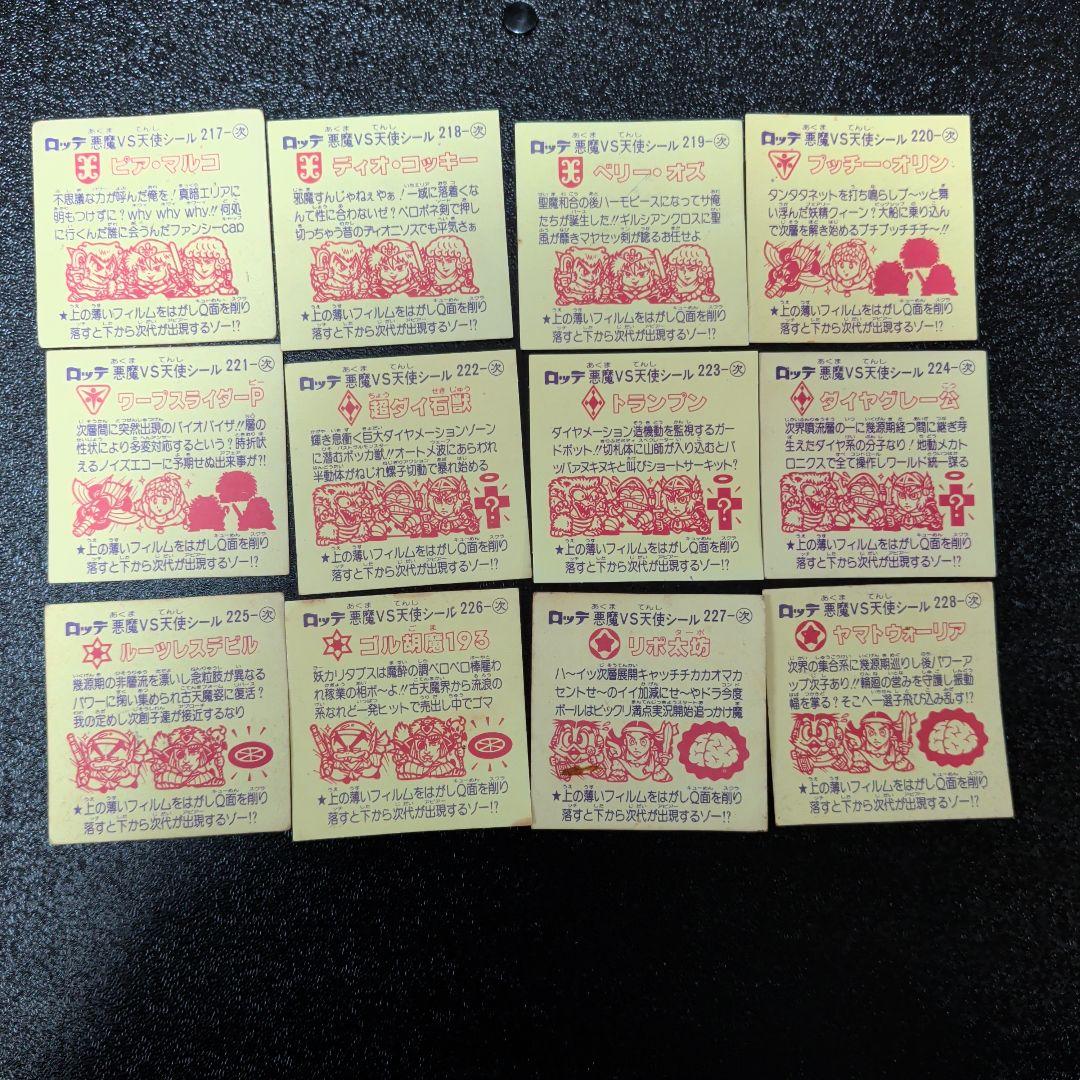 ロッテ 悪魔VS天使シール 217-次
ピア・マルコ
不思議な力が呼んだ俺を!真暗エリアに
明もつけずに?why why why!!何処
に行くんだ誰に会うんだファンシーcap
★上の薄いフィルムをはがしQ面を削り
落すと下から次代が出現するゾー!?
ロッテ 悪魔VS天使シール 218-次
ディオ・コッキー
邪魔すんじゃねぇやぁ!一域に落着くな
んて性に合わないぜ?ベロボネ剣で押し
切っちゃう昔のディオニソスでも平気さぁ
★上の薄いフィルムをはがしQ面を削り
落すと下から次代が出現するゾー!?
ロッテ 悪魔VS天使シール 219-次
ペリー・オズ
聖魔和合の後ハーモピースになってサ俺
たちが誕生した!!ギルシアンクロスに聖
風が靡きマヤセッ剣が唸るお任せよ
★上の薄いフィルムをはがしQ面を削り
落すと下から次代が出現するゾー!?
ロッテ 悪魔VS天使シール 220-次
プッチー・オリン
タンタタネットを打ち鳴らしプ〜ッと舞
い浮んだ妖精クィーン?大船に乗り込ん
で次層を解き始めるプチプッチチチ〜!!
★上の薄いフィルムをはがしQ面を削り
落すと下から次代が出現するゾー!?
ロッテ 悪魔VS天使シール 221-次
ワープスライダーP
次層間に突然出現のバイオバイザ!!層の
性状により多変対応するという?時折吠
えるノイズエコーに予期せぬ出来事が?!
★上の薄いフィルムをはがしQ面を削り
落すと下から次代が出現するゾー!?
ロッテ 悪魔VS天使シール 222-次
超ダイ石獣
輝き息衝く巨大ダイヤメーションゾーン
に潜むボッカ獣!!オートメ波にあらわれ
半動体がねじれ螺子切動で暴れ始める
★上の薄いフィルムをはがしQ面を削り
落すと下から次代が出現するゾー!?
ロッテ 悪魔VS天使シール 223-次
トランプン
ダイヤメーション造機動を監視するガー
ドボット!!切札体に山師が入り込むとバ
ッバァヌキヌキと叫びショートサーキット?
★上の薄いフィルムをはがしQ面を削り
落すと下から次代が出現するゾー!?
ロッテ 悪魔VS天使シール 224-次
ダイヤグレー公
次界噴流層の一に幾源期経つ間に継ぎ芽
生えたダイヤ系の分子なり!地動メカト
ロニクスで全て操作しワールド統一謀る
★上の薄いフィルムをはがしQ面を削り
落すと下から次代が出現するゾー!?
ロッテ 悪魔VS天使シール 225-次
ルーツレスデビル
幾源期の非層流を漂いし念粒肢が異なる
パワーに掬い集められ古天魔姿に復活?
我の定めし次創子達が接近するなり
★上の薄いフィルムをはがしQ面を削り
落すと下から次代が出現するゾー!?
ロッテ 悪魔VS天使シール 226-次
ゴル胡魔193
妖カリタブスは魔酔の調ベロベロ棒雇わ
れ稼業の相ボーよ!!古天魔界から流浪の
系なれど一発ヒットで売出し中でゴマ
★上の薄いフィルムをはがしQ面を削り
落すと下から次代が出現するゾー!?
ロッテ 悪魔VS天使シール 227-次
リポ太坊
ハ〜イッ次層展開キャッチチカカオマカ
セントせ〜のイイ加減にせ〜やドラ今度
ボールはビックリ満点実況開始追っかけ魔
★上の薄いフィルムをはがしQ面を削り
落すと下から次代が出現するゾー!?
ロッテ 悪魔VS天使シール 228-次
ヤマトウォーリア
次界の集合系に幾源期巡りし後パワーア
ップ次子あり!!輪廻の営みを守護し振動
幅を掌る?そこへ一選子飛び込み乱す!?
★上の薄いフィルムをはがしQ面を削り
落すと下から次代が出現するゾー!?